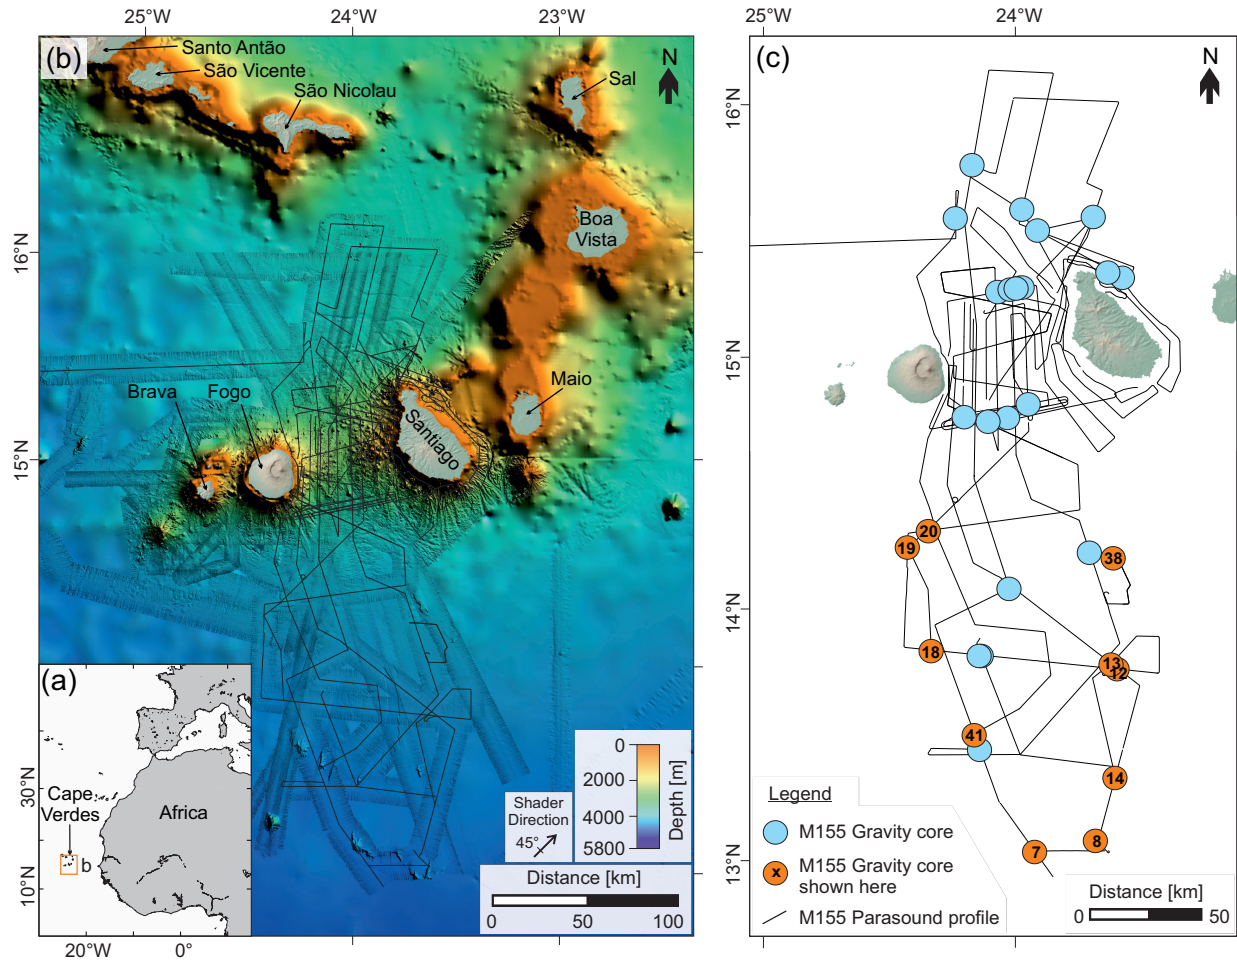 25°W
24°W
23°W
25°W
24°W
(b)
Santo Antão
São Vicente
São Nicolau
Sal
N
Boa
Vista
16°N
Brava
Fogo
Maio
Santiago
15°N
(a)
30°N
Cape
Verdes
Africa
b
10°N
20°W
0°
Shader
Direction
45°
0
2000
4000
5800
Depth [m]
Distance [km]
0
50
100
(c)
N
16°N
15°N
14°N
13°N
20
19
38
18
13
12
41
14
8
7
Legend
M155 Gravity core
x
M155 Gravity core
shown here
M155 Parasound profile
Distance [km]
0
50